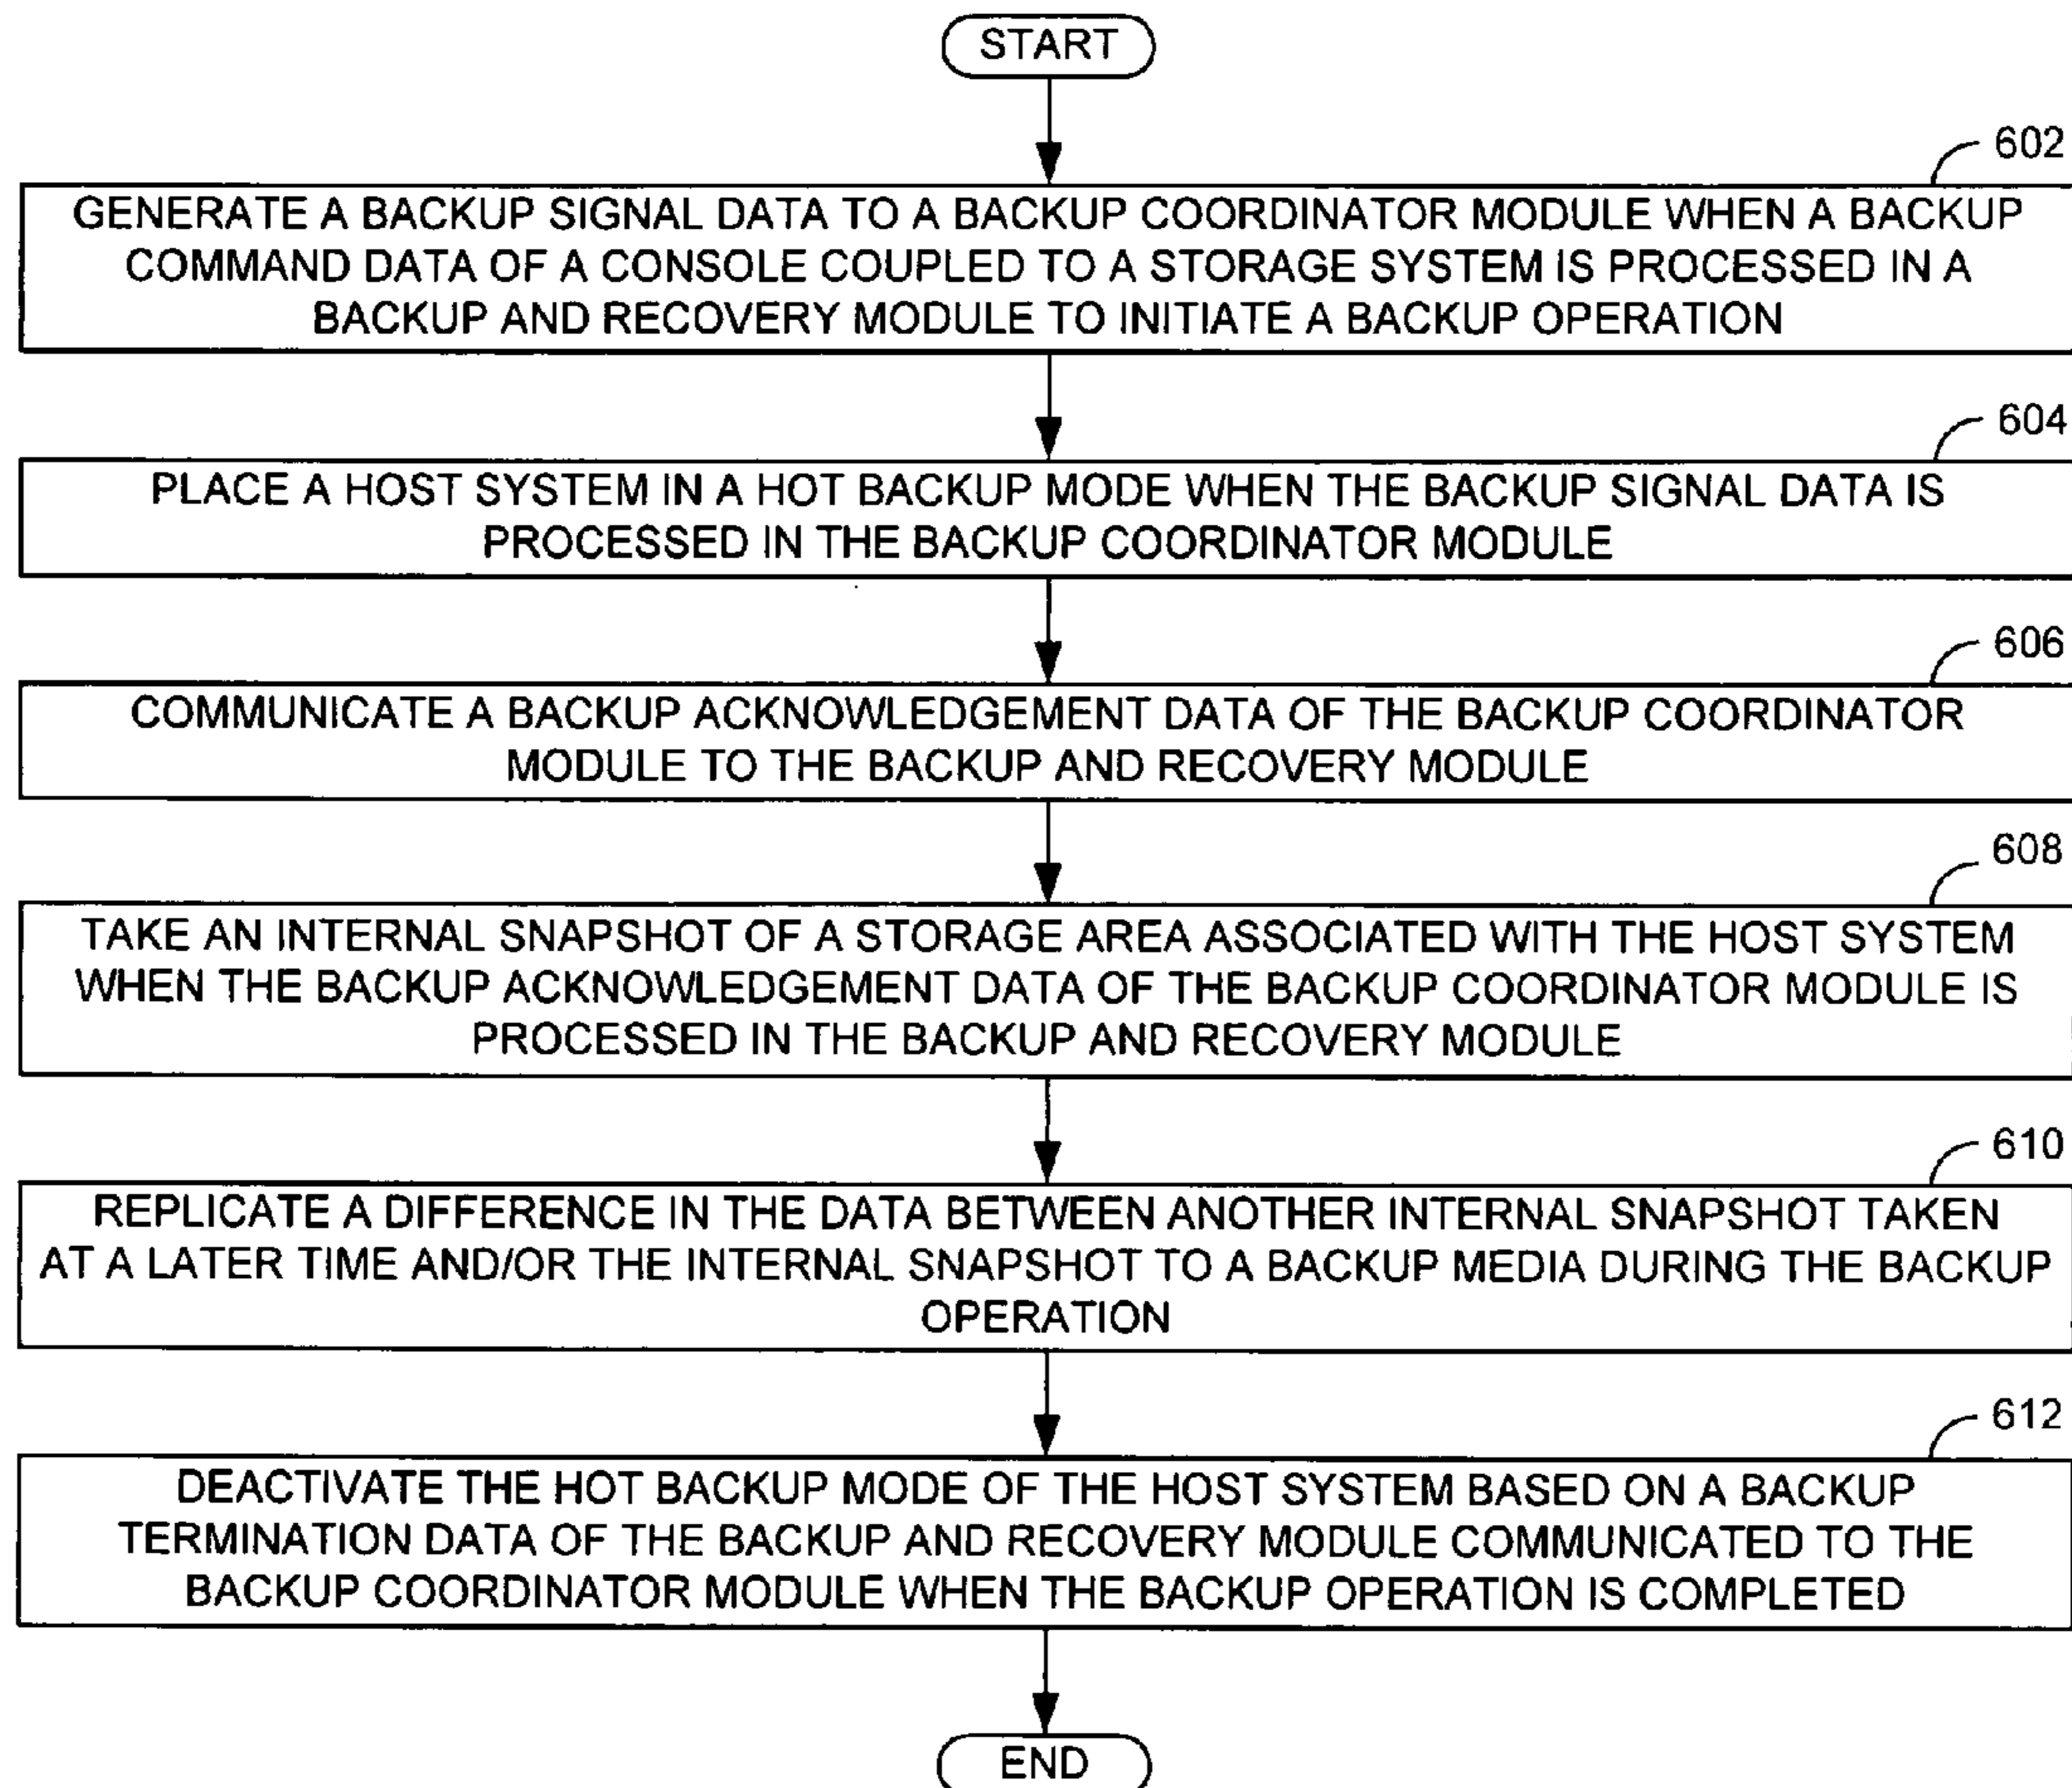 START
602
GENERATE A BACKUP SIGNAL DATA TO A BACKUP COORDINATOR MODULE WHEN A BACKUP
COMMAND DATA OF A CONSOLE COUPLED TO A STORAGE SYSTEM IS PROCESSED IN A
BACKUP AND RECOVERY MODULE TO INITIATE A BACKUP OPERATION
604
PLACE A HOST SYSTEM IN A HOT BACKUP MODE WHEN THE BACKUP SIGNAL DATA IS
PROCESSED IN THE BACKUP COORDINATOR MODULE
606
COMMUNICATE A BACKUP ACKNOWLEDGEMENT DATA OF THE BACKUP COORDINATOR
MODULE TO THE BACKUP AND RECOVERY MODULE
608
TAKE AN INTERNAL SNAPSHOT OF A STORAGE AREA ASSOCIATED WITH THE HOST SYSTEM
WHEN THE BACKUP ACKNOWLEDGEMENT DATA OF THE BACKUP COORDINATOR MODULE IS
PROCESSED IN THE BACKUP AND RECOVERY MODULE
610
REPLICATE A DIFFERENCE IN THE DATA BETWEEN ANOTHER INTERNAL SNAPSHOT TAKEN
AT A LATER TIME AND/OR THE INTERNAL SNAPSHOT TO A BACKUP MEDIA DURING THE BACKUP
OPERATION
612
DEACTIVATE THE HOT BACKUP MODE OF THE HOST SYSTEM BASED ON A BACKUP
TERMINATION DATA OF THE BACKUP AND RECOVERY MODULE COMMUNICATED TO THE
BACKUP COORDINATOR MODULE WHEN THE BACKUP OPERATION IS COMPLETED
END